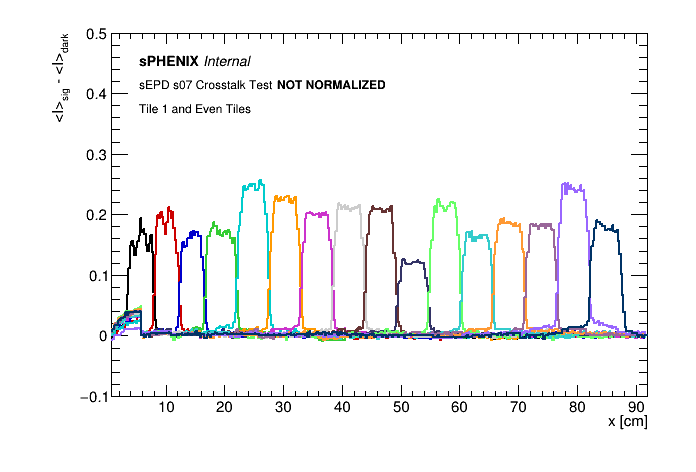 0.5
sPHENIX Internal
sEPD s07 Crosstalk Test NOT NORMALIZED
Tile 1 and Even Tiles
<I>sig - <I>dark
0.4
0.3
0.2
0.1
0
−0.1
10 20 30 40 50 60 70 80 90
x [cm]